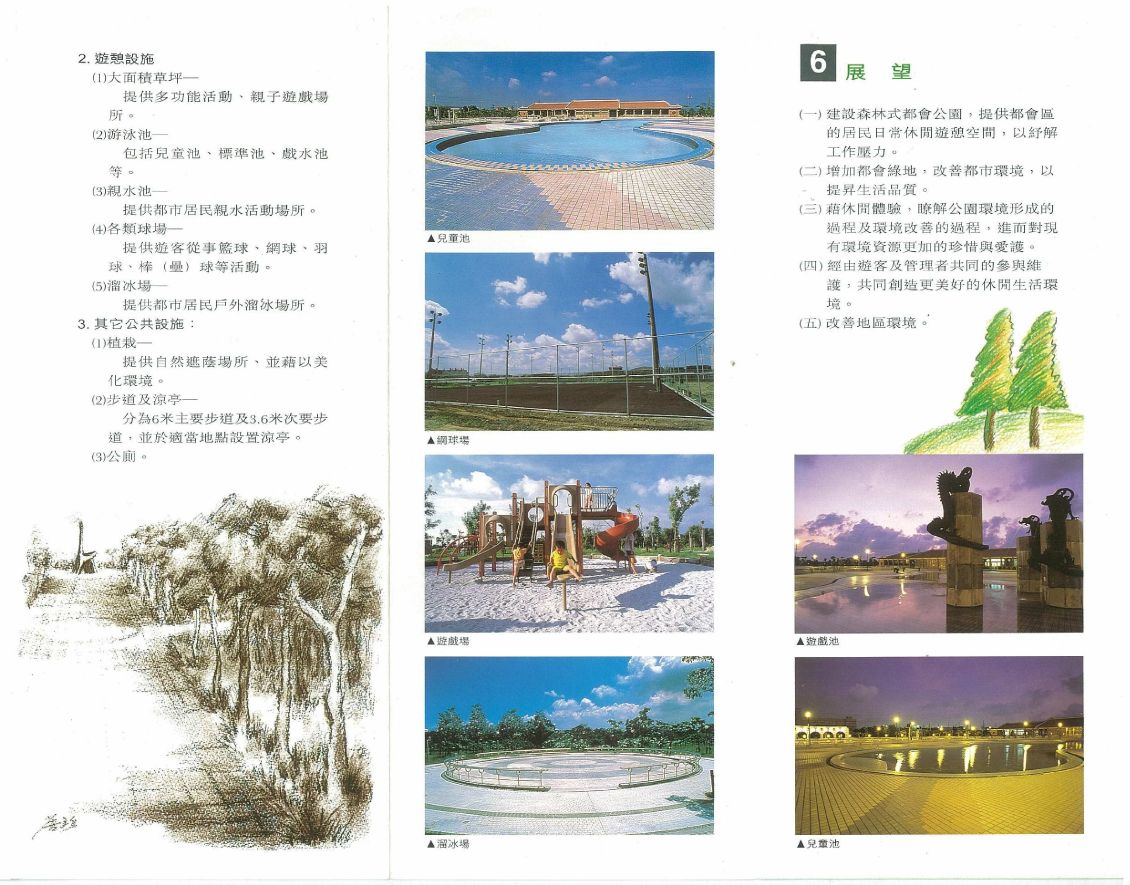 2. 遊憩設施
⑴大面積草坪—
提供多功能活動、親子遊戲場
所。
⑵游泳池—
包括兒童池、標準池、戲水池
等。
⑶親水池—
提供都市居民親水活動場所。
⑷各類球場—
提供遊客從事籃球、網球、羽
球、棒（壘）球等活動。
⑸溜冰場—
提供都市居民戶外溜冰場所。
3. 其它公共設施：
⑴植栽—
提供自然遮蔭場所、並藉以美
化環境。
⑵步道及涼亭—
分為6米主要步道及3.6米次要步
道，並於適當地點設置涼亭。
⑶公廁。
▲兒童池
▲網球場
▲遊戲場
▲溜冰場
6 展 望
㈠ 建設森林式都會公園，提供都會區
的居民日常休閒遊憩空間，以紓解
工作壓力。
㈡ 增加都會綠地，改善都市環境，以
提昇生活品質。
㈢ 藉休閒體驗，瞭解公園環境形成的
過程及環境改善的過程，進而對現
有環境資源更加的珍惜與愛護。
㈣ 經由遊客及管理者共同的參與維
護，共同創造更美好的休閒生活環
境。
㈤ 改善地區環境。
▲遊戲池
▲兒童池